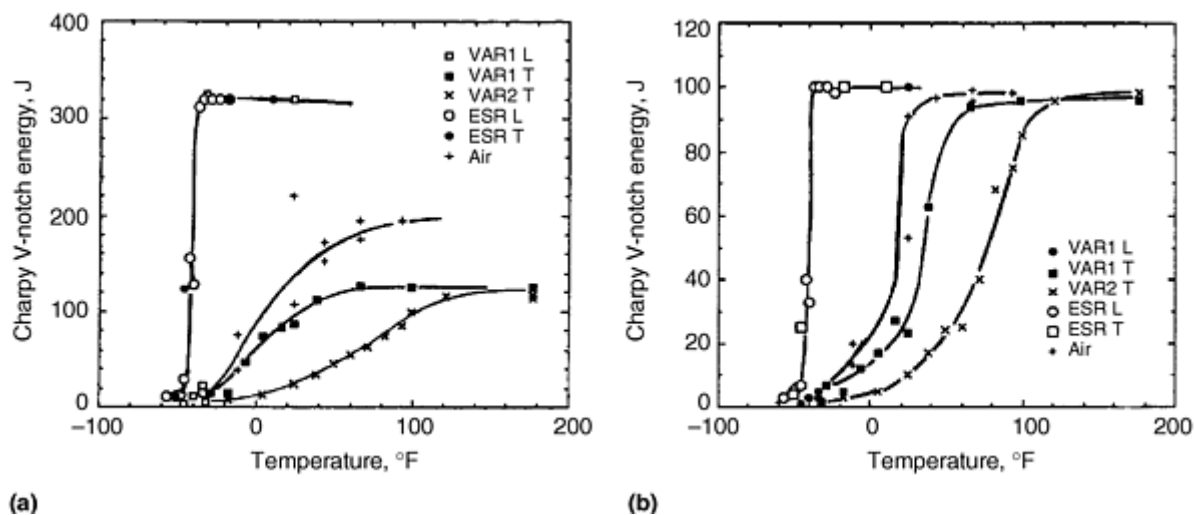 400
300
200
100
0
−100
0
100
200
Charpy V-notch energy, J
Temperature, °F
VAR1 L
VAR1 T
VAR2 T
ESR L
ESR T
Air
(a)
120
100
80
60
40
20
0
−100
0
100
200
Charpy V-notch energy, J
Temperature, °F
VAR1 L
VAR1 T
VAR2 T
ESR L
ESR T
Air
(b)